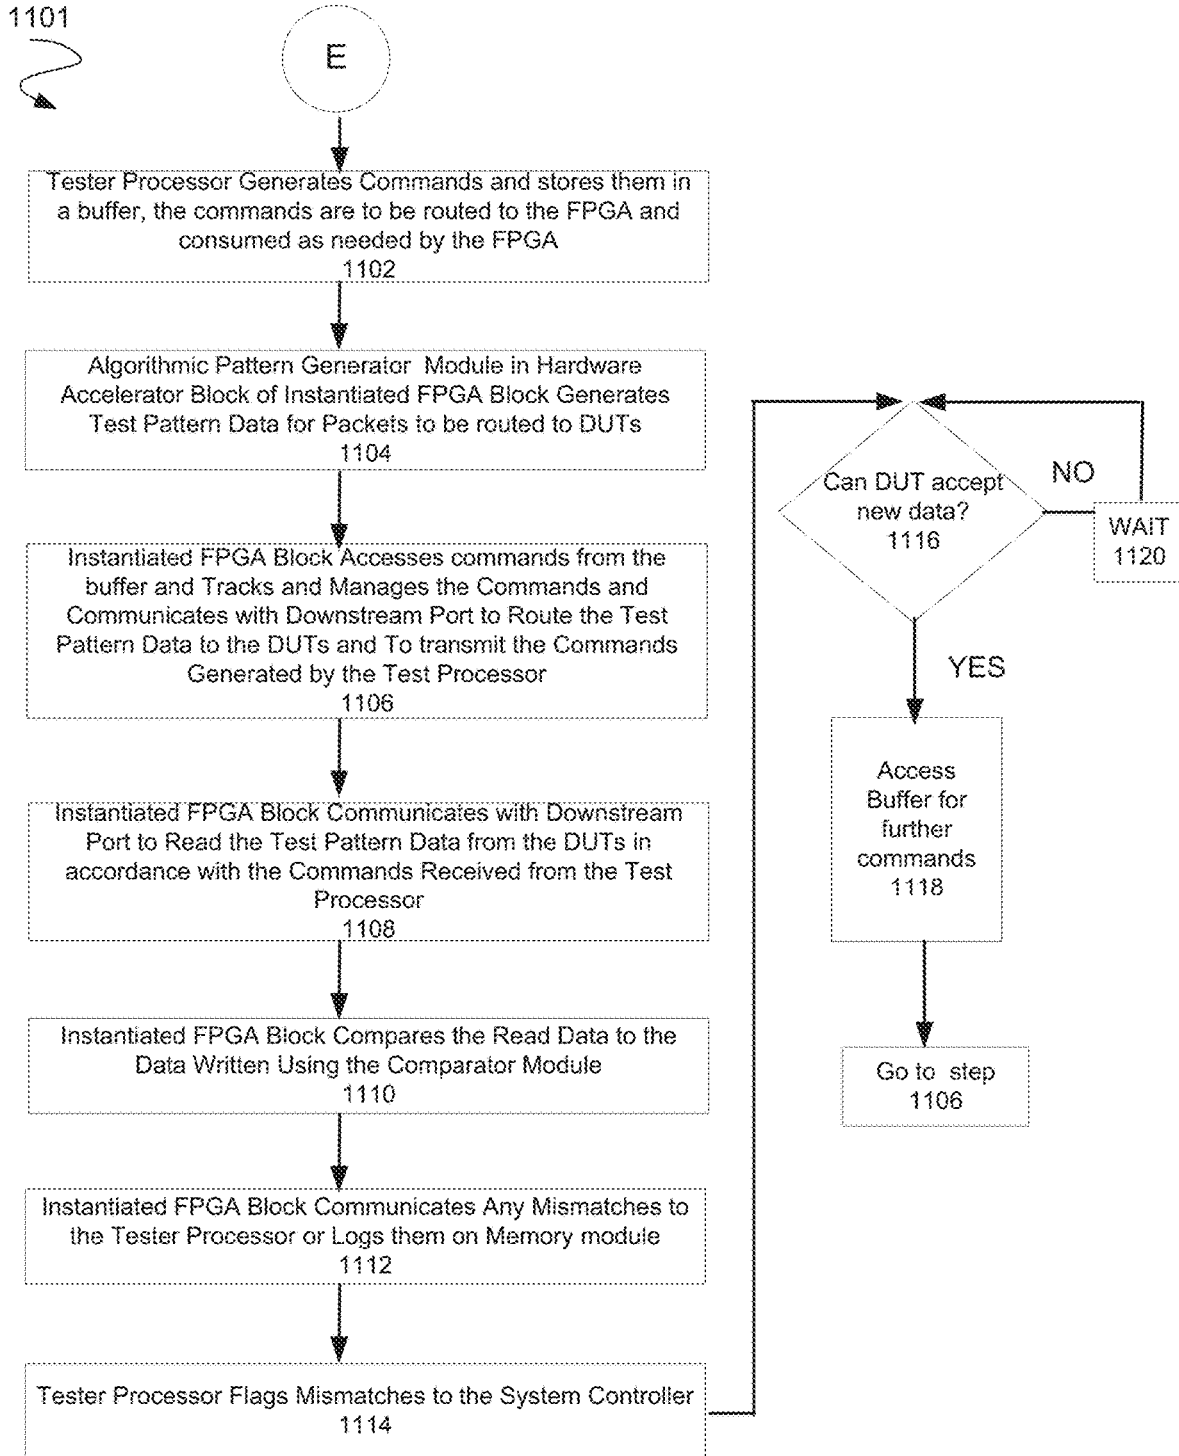 1101
E
Tester Processor Generates Commands and stores them in
a buffer, the commands are to be routed to the FPGA and
consumed as needed by the FPGA
1102
Algorithmic Pattern Generator Module in Hardware
Accelerator Block of Instantiated FPGA Block Generates
Test Pattern Data for Packets to be routed to DUTs
1104
Instantiated FPGA Block Accesses commands from the
buffer and Tracks and Manages the Commands and
Communicates with Downstream Port to Route the Test
Pattern Data to the DUTs and To transmit the Commands
Generated by the Test Processor
1106
Instantiated FPGA Block Communicates with Downstream
Port to Read the Test Pattern Data from the DUTs in
accordance with the Commands Received from the Test
Processor
1108
Instantiated FPGA Block Compares the Read Data to the
Data Written Using the Comparator Module
1110
Instantiated FPGA Block Communicates Any Mismatches to
the Tester Processor or Logs them on Memory module
1112
Tester Processor Flags Mismatches to the System Controller
1114
Can DUT accept
new data?
1116
NO
WAIT
1120
YES
Access
Buffer for
further
commands
1118
Go to step
1106